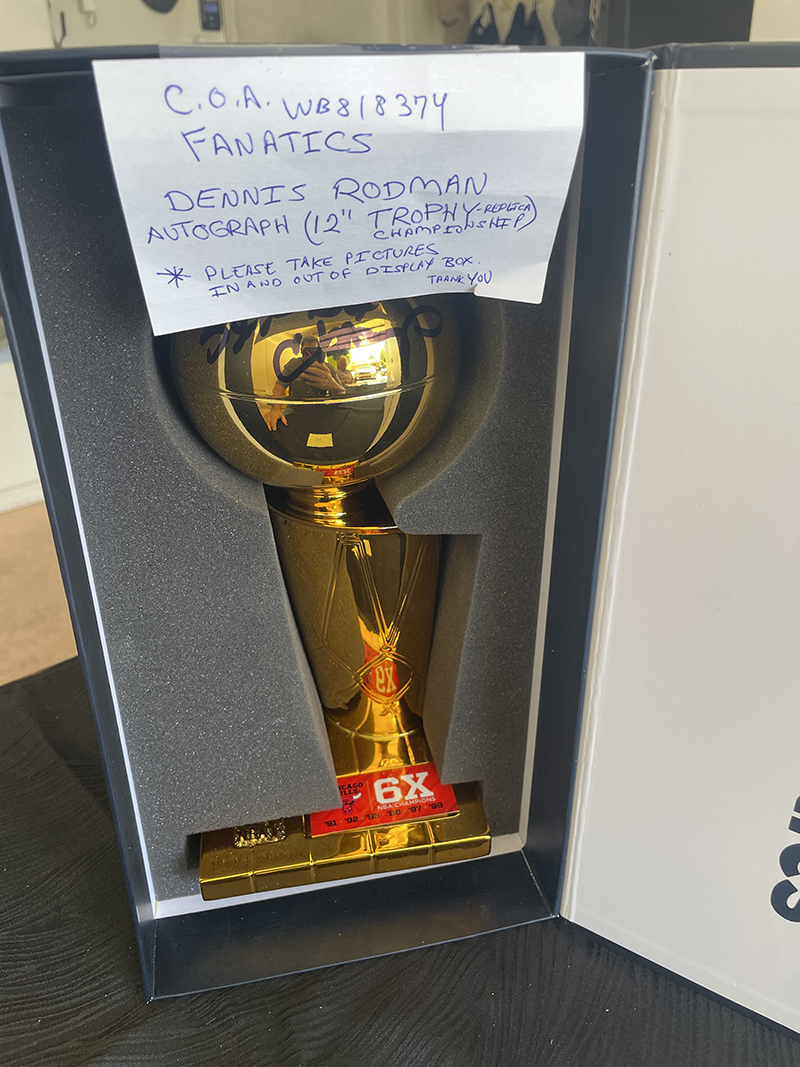 C.O.A. WB818374
FANATICS
DENNIS RODMAN
AUTOGRAPH (12" TROPHY-REPLICA
CHAMPIONSHIP)
* PLEASE TAKE PICTURES
IN AND OUT OF DISPLAY BOX.
THANK YOU
6X
NBA CHAMPIONS
'91 '92 '93 '96 '97 '98